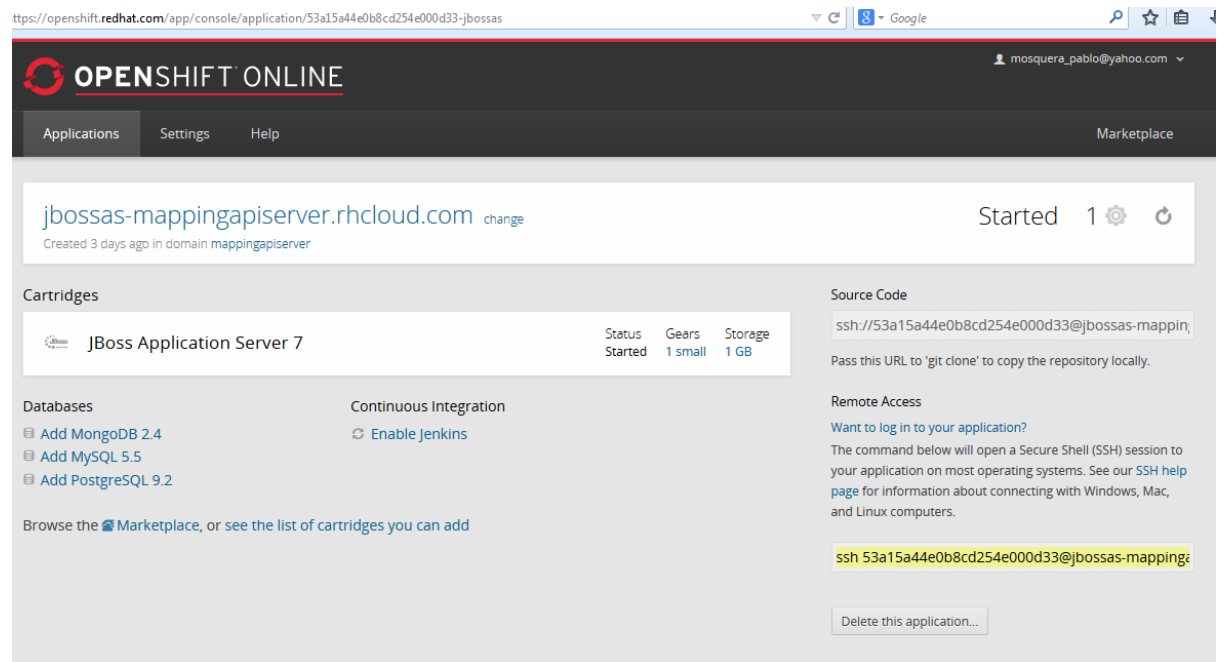 ttps://openshift.redhat.com/app/console/application/53a15a44e0b8cd254e000d33-jbossas
Google
OPENSHIFT ONLINE
mosquera_pablo@yahoo.com
Applications Settings Help Marketplace
jbossas-mappingapiserver.rhcloud.com change
Started 1
Created 3 days ago in domain mappingapiserver
Cartridges
JBoss Application Server 7
Status Gears Storage
Started 1 small 1 GB
Databases
Add MongoDB 2.4
Add MySQL 5.5
Add PostgreSQL 9.2
Continuous Integration
Enable Jenkins
Browse the Marketplace, or see the list of cartridges you can add
Source Code
ssh://53a15a44e0b8cd254e000d33@jbossas-mappin
Pass this URL to 'git clone' to copy the repository locally.
Remote Access
Want to log in to your application?
The command below will open a Secure Shell (SSH) session to
your application on most operating systems. See our SSH help
page for information about connecting with Windows, Mac,
and Linux computers.
ssh 53a15a44e0b8cd254e000d33@jbossas-mappinga
Delete this application...